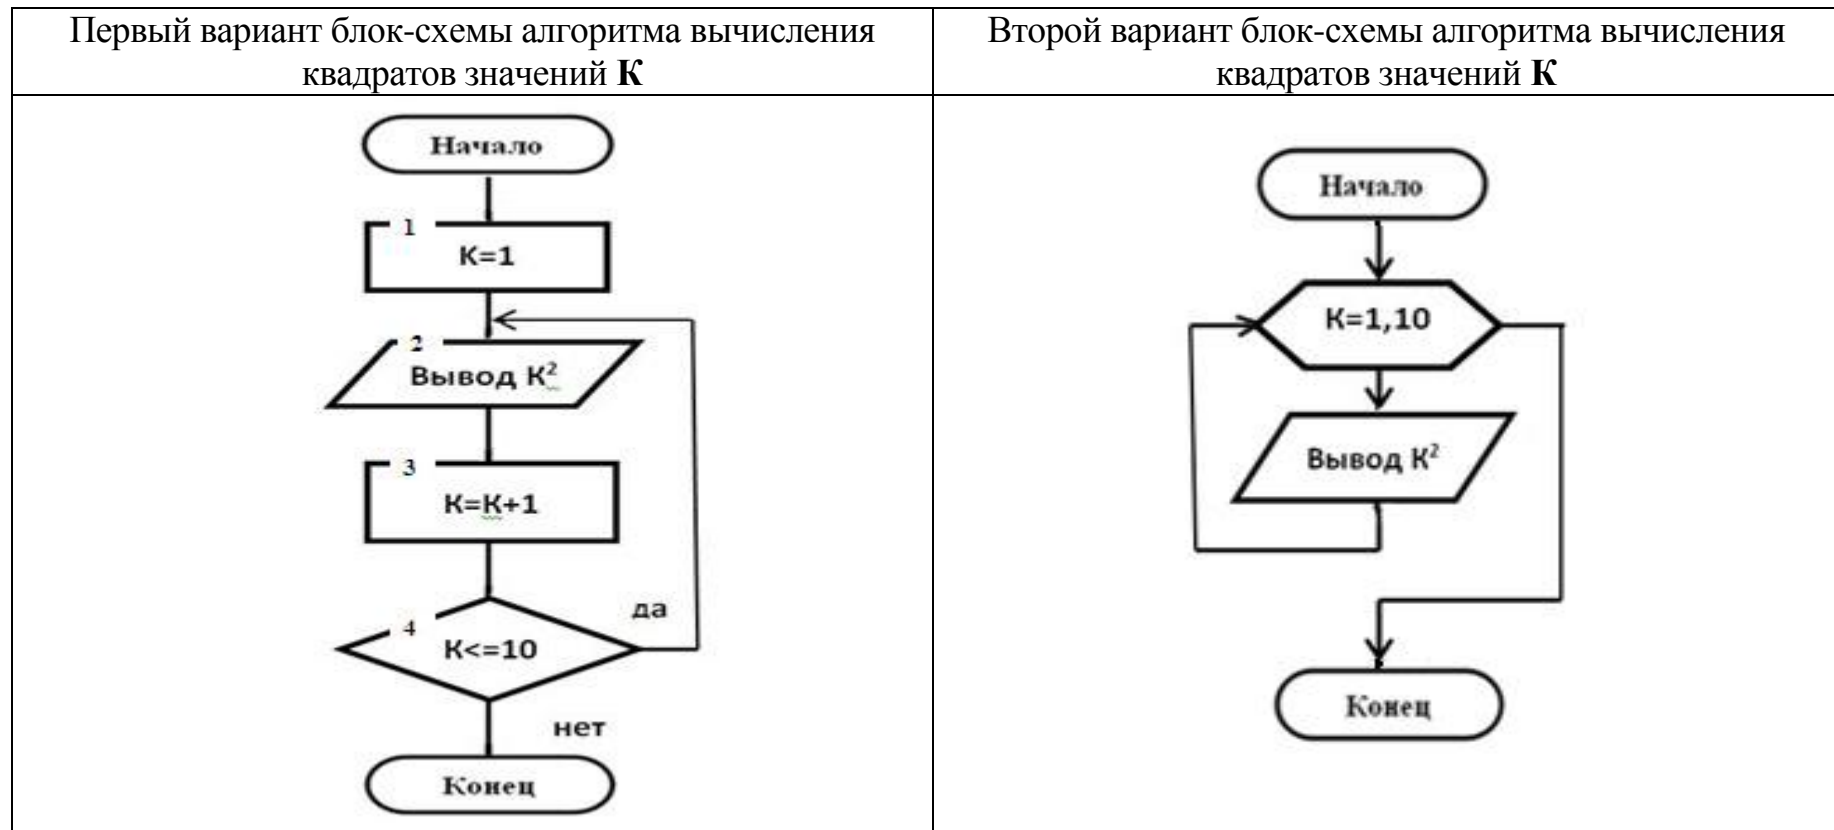 Первый вариант блок-схемы алгоритма вычисления
квадратов значений К
Второй вариант блок-схемы алгоритма вычисления
квадратов значений К
Начало
1
К=1
2
Вывод К²
3
К=К+1
4
К<=10
да
нет
Конец
Начало
К=1,10
Вывод К²
Конец